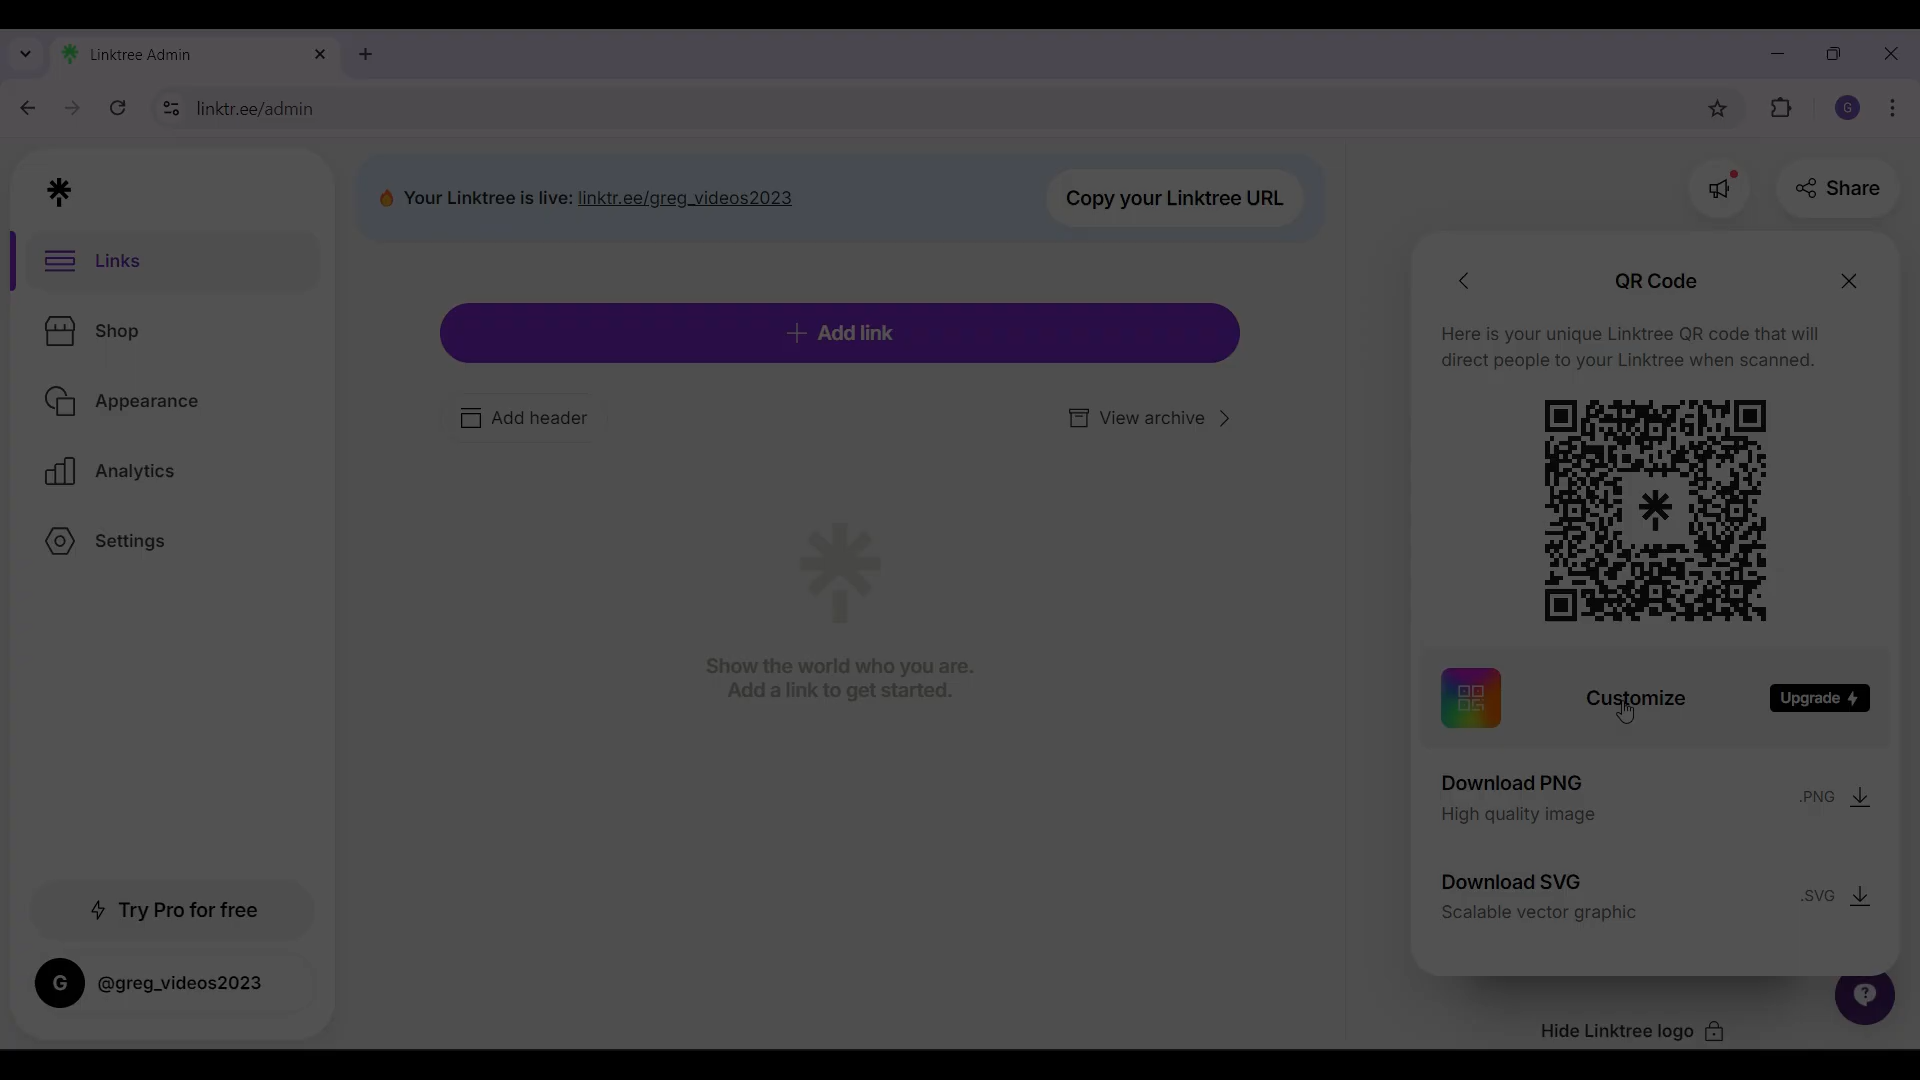 Linktree Admin
linktr.ee/admin
G
Your Linktree is live: linktr.ee/greg_videos2023
Copy your Linktree URL
Share
Links
Shop
Appearance
Analytics
Settings
Add link
Add header
View archive
Show the world who you are.
Add a link to get started.
QR Code
Here is your unique Linktree QR code that will
direct people to your Linktree when scanned.
Customize
Upgrade
Download PNG
High quality image
.PNG
Download SVG
Scalable vector graphic
.SVG
Try Pro for free
G
@greg_videos2023
Hide Linktree logo